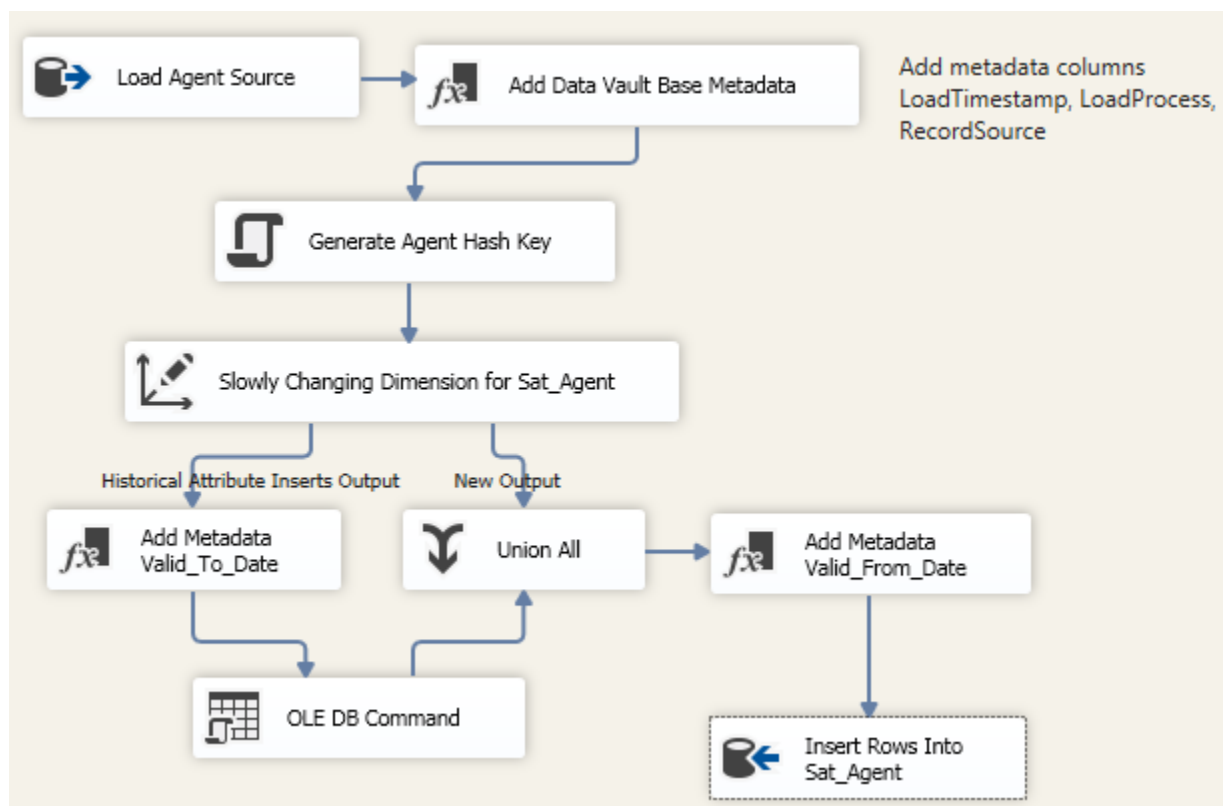 Load Agent Source
Add Data Vault Base Metadata
Add metadata columns
LoadTimestamp, LoadProcess,
RecordSource
Generate Agent Hash Key
Slowly Changing Dimension for Sat_Agent
Historical Attribute Inserts Output
New Output
Add Metadata
Valid_To_Date
Union All
Add Metadata
Valid_From_Date
OLE DB Command
Insert Rows Into
Sat_Agent